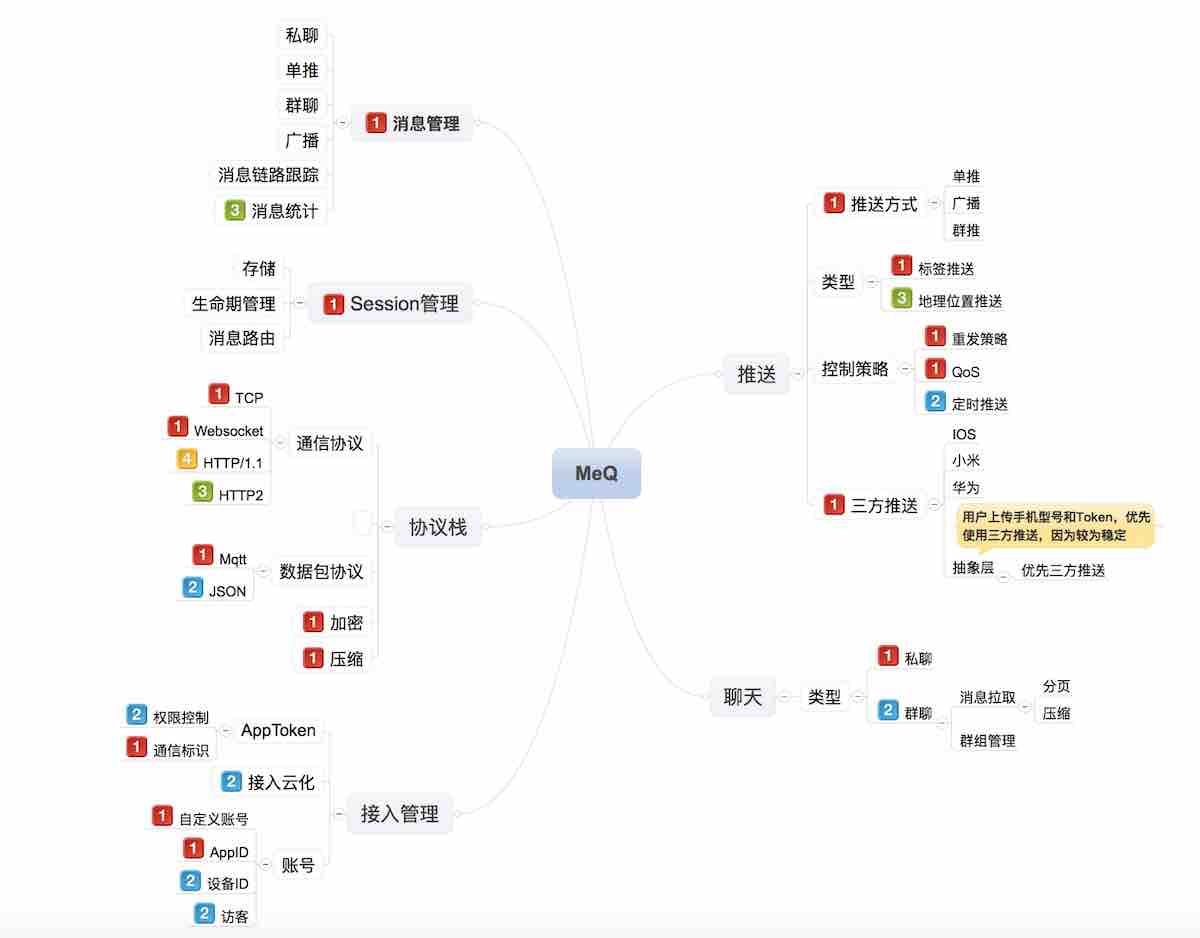 MeQ
1 消息管理
私聊
单推
群聊
广播
消息链路跟踪
3 消息统计
1 Session管理
存储
生命期管理
消息路由
协议栈
通信协议
1 TCP
1 Websocket
4 HTTP/1.1
3 HTTP2
数据包协议
1 Mqtt
2 JSON
1 加密
1 压缩
接入管理
AppToken
2 权限控制
1 通信标识
2 接入云化
账号
1 自定义账号
1 AppID
2 设备ID
2 访客
推送
1 推送方式
单推
广播
群推
类型
1 标签推送
3 地理位置推送
控制策略
1 重发策略
1 QoS
2 定时推送
1 三方推送
IOS
小米
华为
用户上传手机型号和Token，优先
使用三方推送，因为较为稳定
抽象层
优先三方推送
聊天
类型
1 私聊
2 群聊
消息拉取
分页
压缩
群组管理